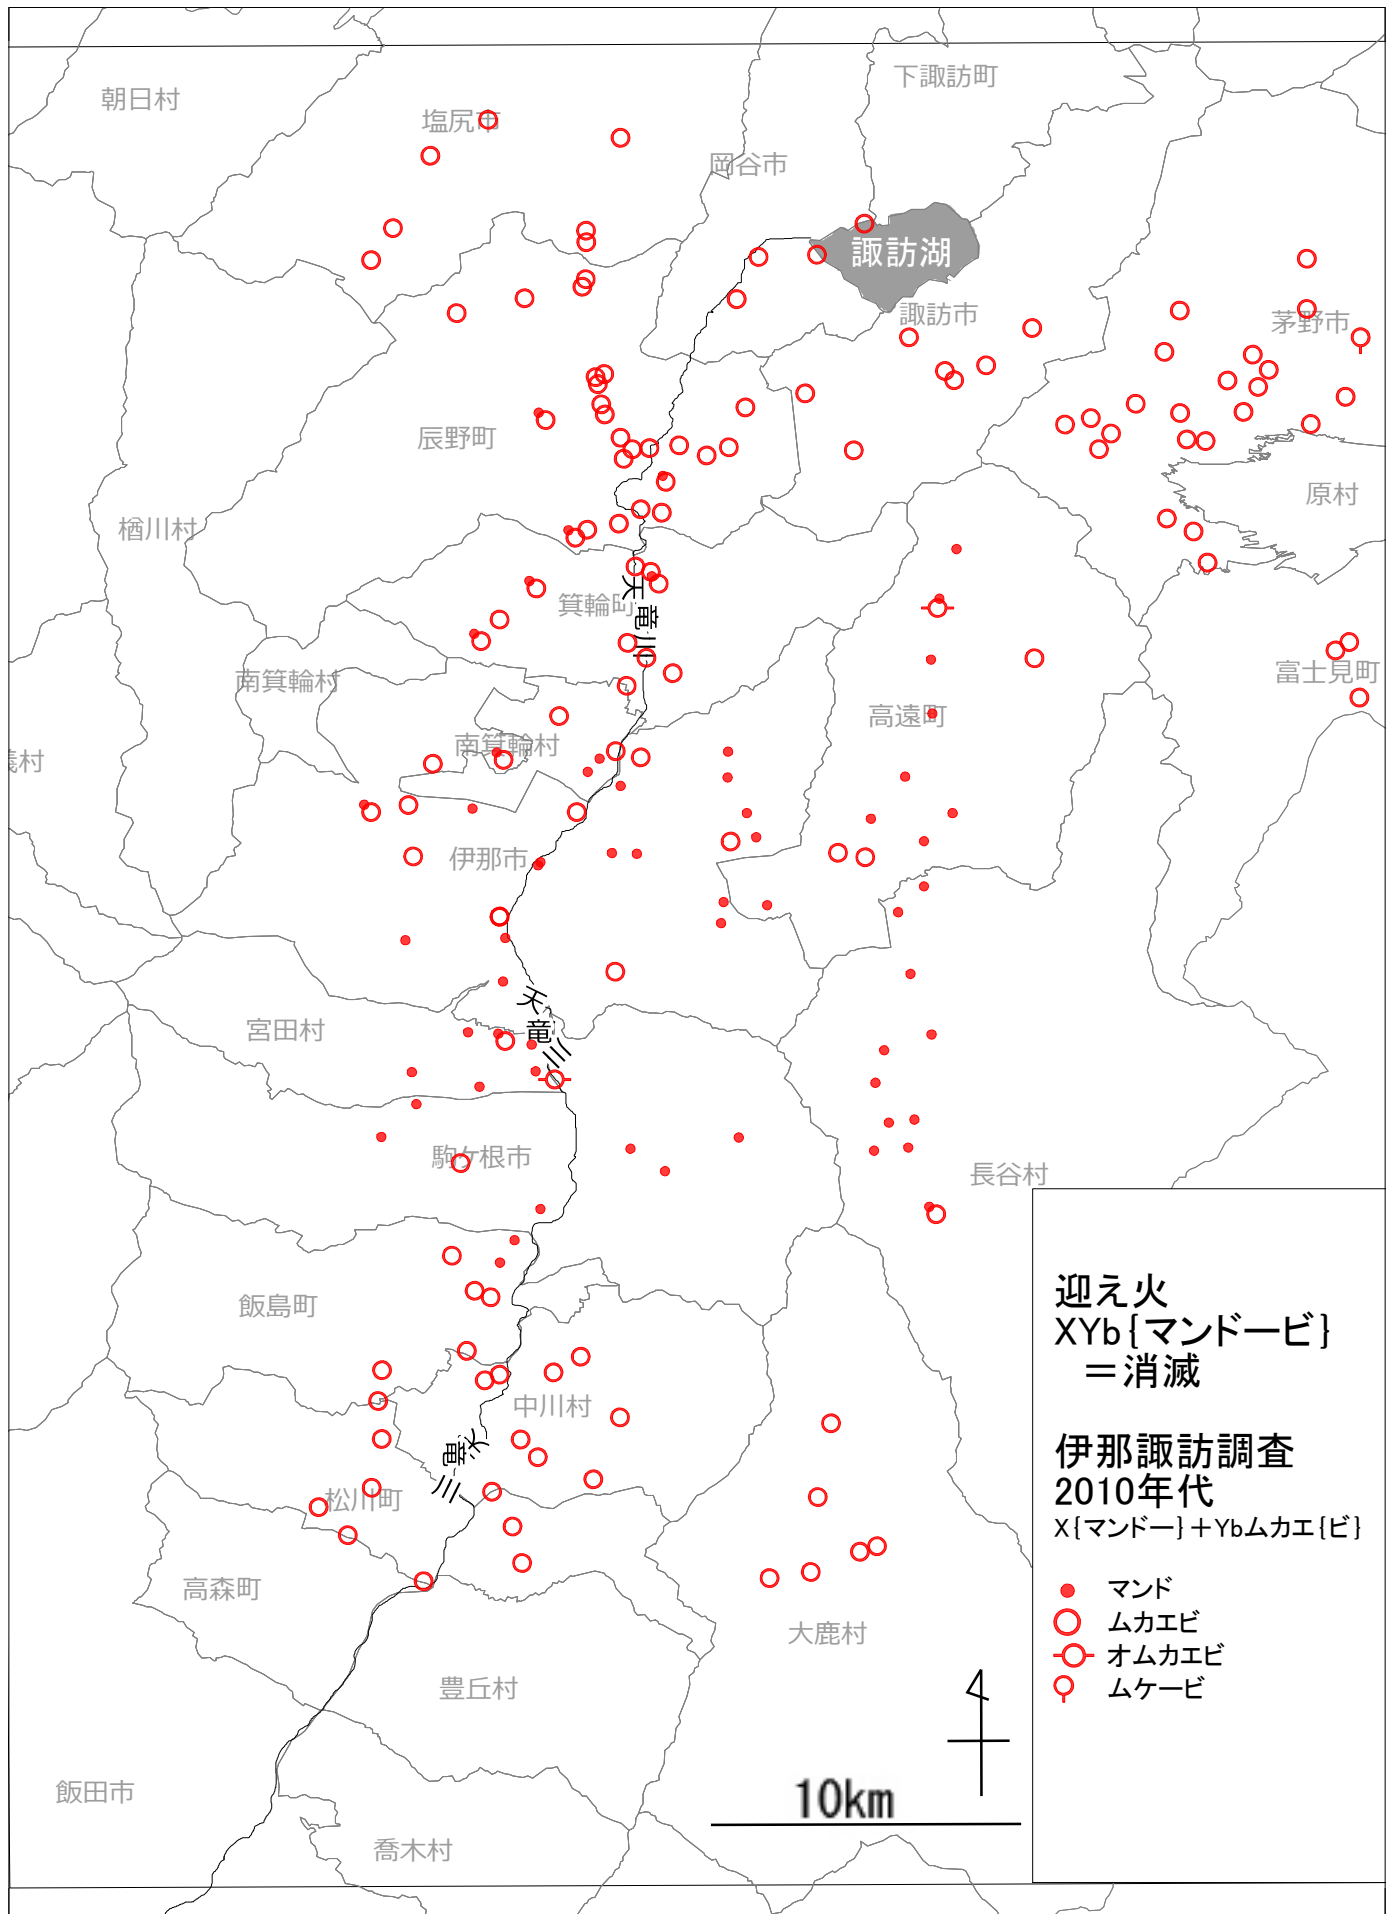 朝日村
下諏訪町
塩尻市
岡谷市
諏訪湖
諏訪市
茅野市
辰野町
原村
楢川村
箕輪町
天竜川
南箕輪村
富士見町
高遠町
南箕輪村
村
伊那市
天竜川
宮田村
駒ケ根市
長谷村
飯島町
中川村
天竜川
松川町
高森町
大鹿村
豊丘村
飯田市
喬木村
10km
迎え火
XYb{マンドービ}
＝消滅
伊那諏訪調査
2010年代
X{マンドー}＋Ybムカエ{ビ}
マンド
ムカエビ
オムカエビ
ムケービ